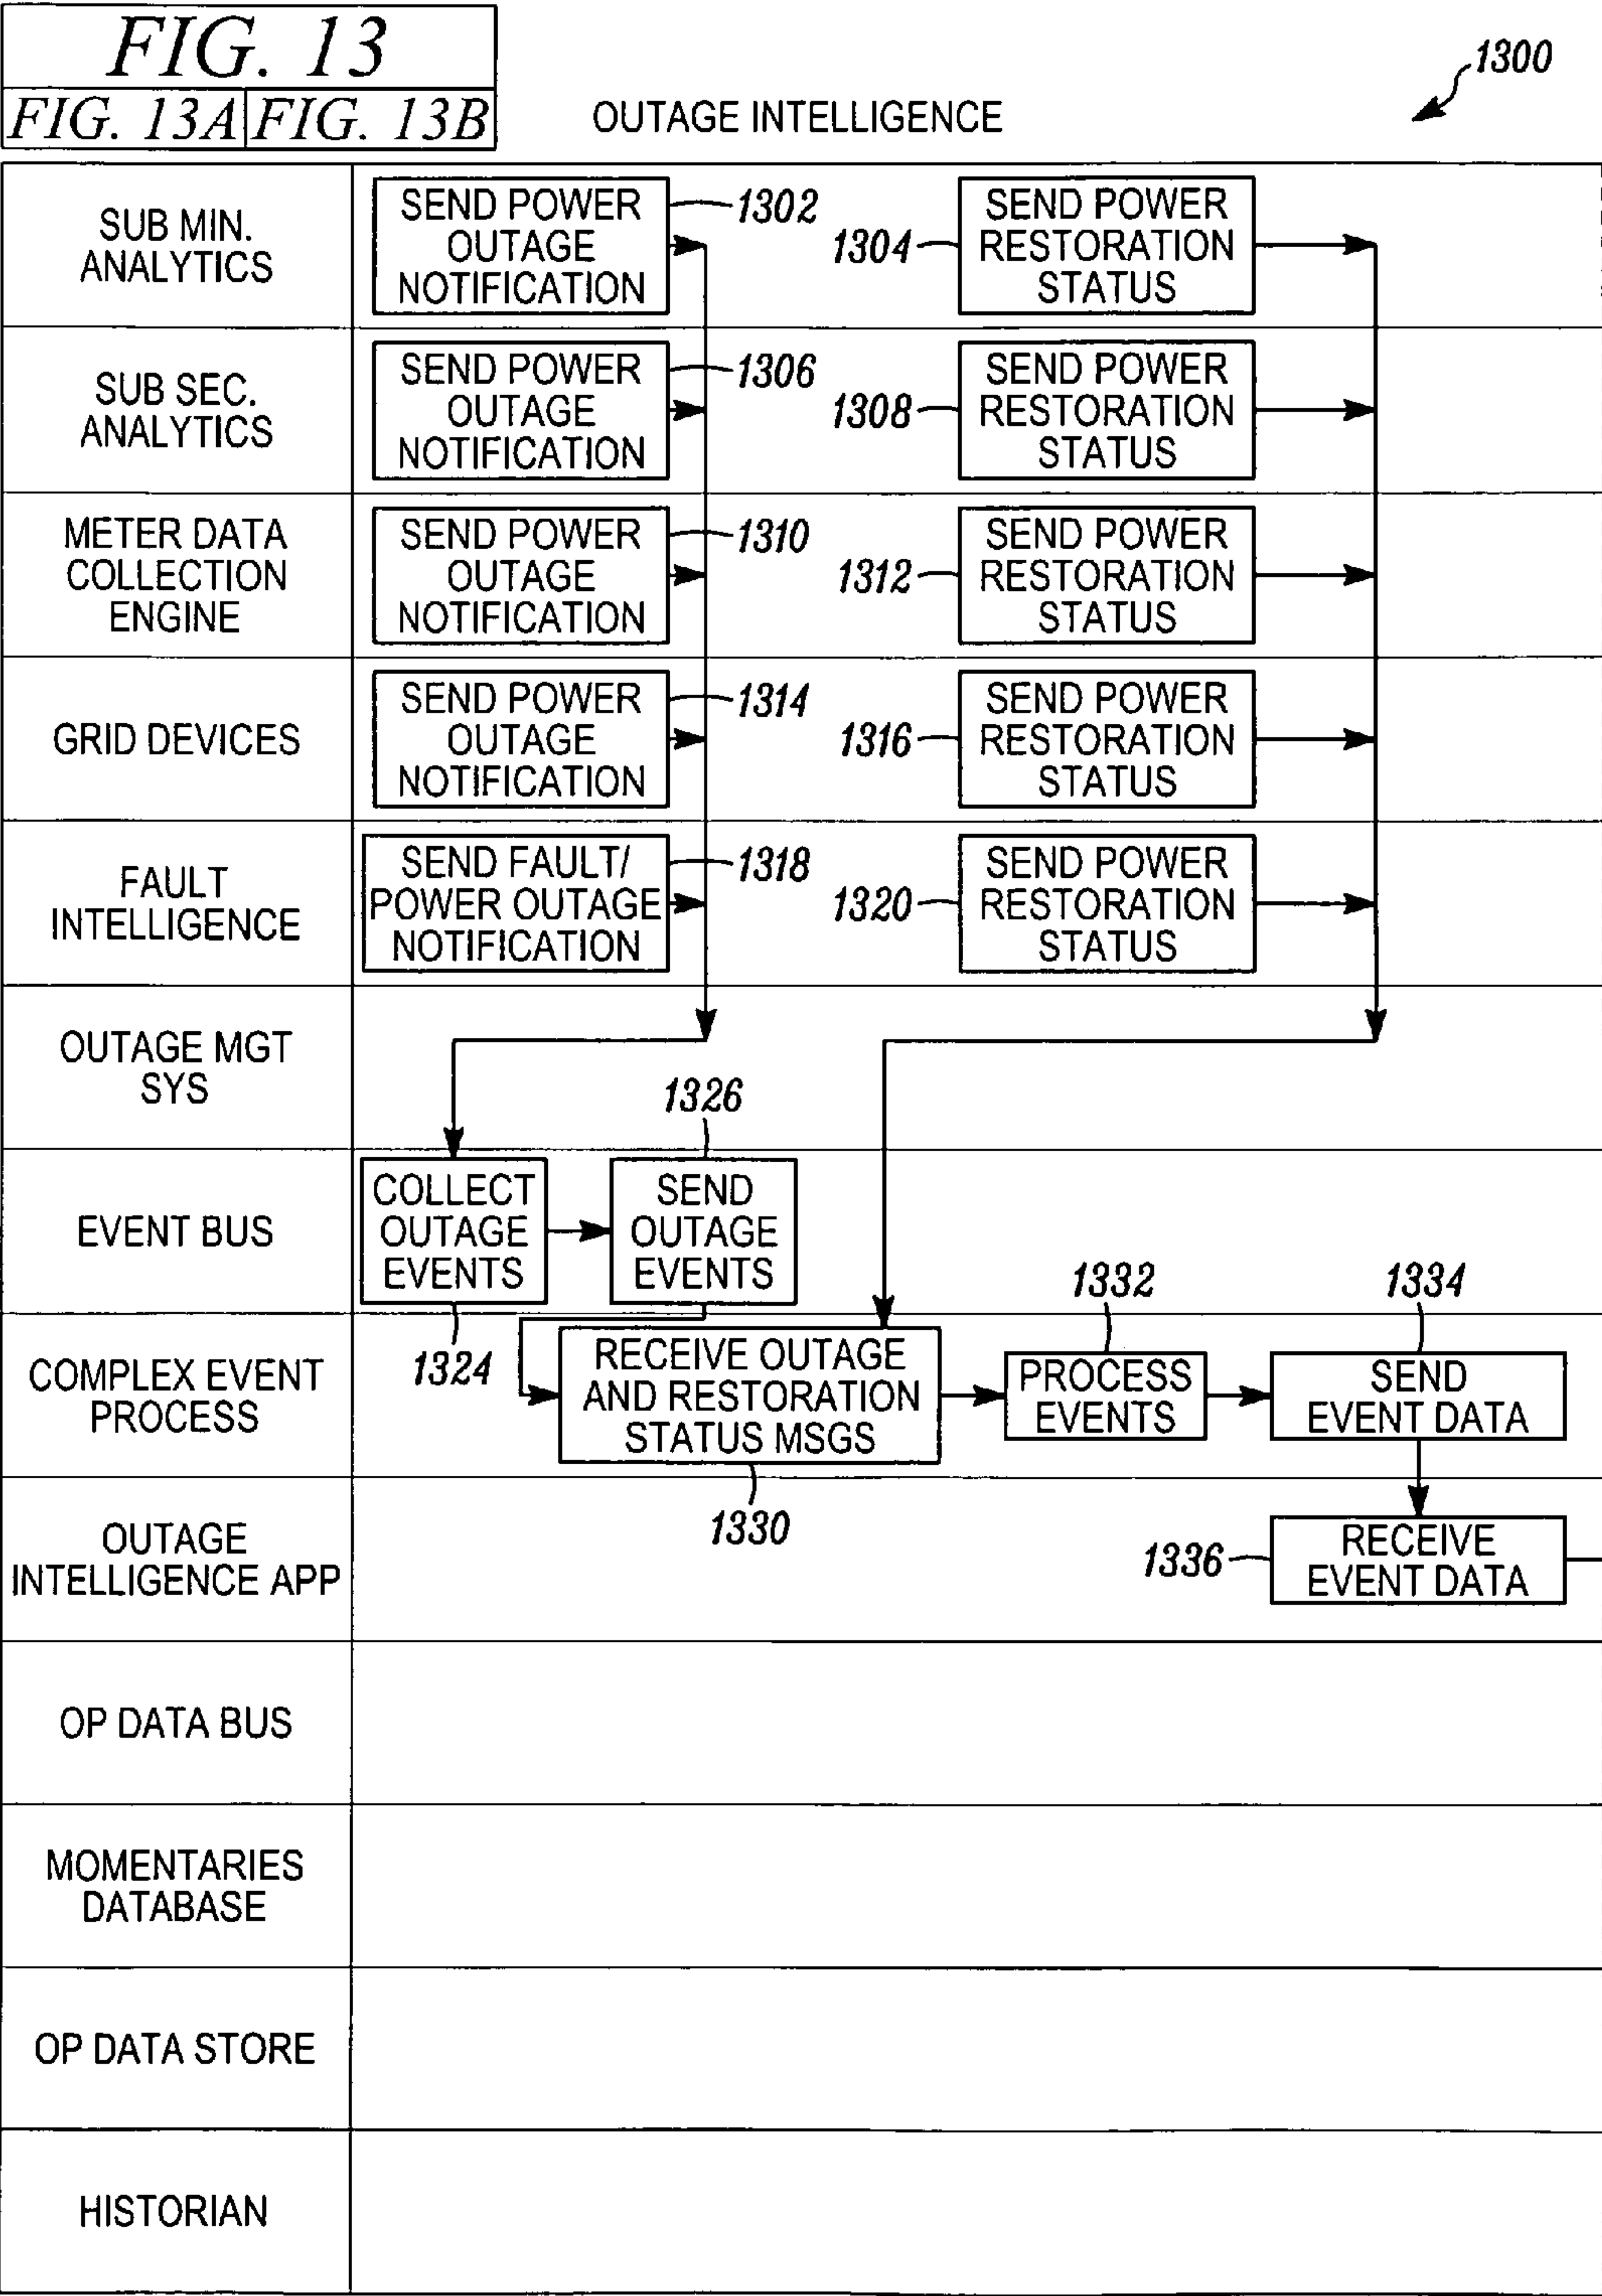 FIG. 13
FIG. 13A FIG. 13B
OUTAGE INTELLIGENCE
1300
SUB MIN.
ANALYTICS
SEND POWER
OUTAGE
NOTIFICATION
1302
1304
SEND POWER
RESTORATION
STATUS
SUB SEC.
ANALYTICS
SEND POWER
OUTAGE
NOTIFICATION
1306
1308
SEND POWER
RESTORATION
STATUS
METER DATA
COLLECTION
ENGINE
SEND POWER
OUTAGE
NOTIFICATION
1310
1312
SEND POWER
RESTORATION
STATUS
GRID DEVICES
SEND POWER
OUTAGE
NOTIFICATION
1314
1316
SEND POWER
RESTORATION
STATUS
FAULT
INTELLIGENCE
SEND FAULT/
POWER OUTAGE
NOTIFICATION
1318
1320
SEND POWER
RESTORATION
STATUS
OUTAGE MGT
SYS
1326
EVENT BUS
COLLECT
OUTAGE
EVENTS
SEND
OUTAGE
EVENTS
1332
1334
COMPLEX EVENT
PROCESS
1324
RECEIVE OUTAGE
AND RESTORATION
STATUS MSGS
PROCESS
EVENTS
SEND
EVENT DATA
OUTAGE
INTELLIGENCE APP
1330
1336
RECEIVE
EVENT DATA
OP DATA BUS
MOMENTARIES
DATABASE
OP DATA STORE
HISTORIAN